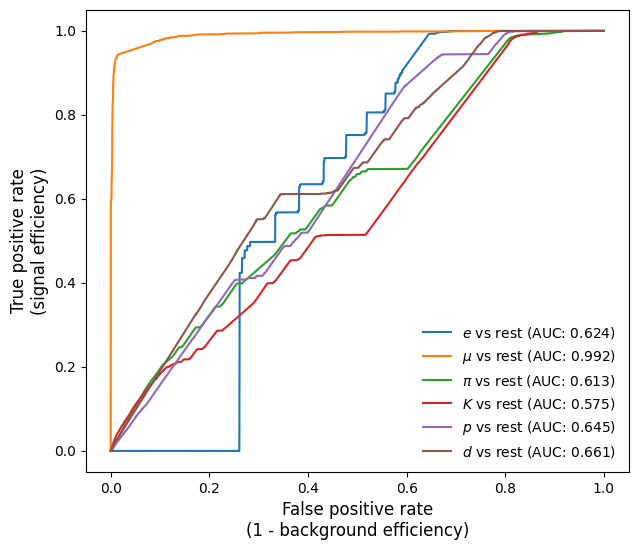 1.0
0.8
0.6
0.4
0.2
0.0
True positive rate
(signal efficiency)
e vs rest (AUC: 0.624)
μ vs rest (AUC: 0.992)
π vs rest (AUC: 0.613)
K vs rest (AUC: 0.575)
p vs rest (AUC: 0.645)
d vs rest (AUC: 0.661)
0.0 0.2 0.4 0.6 0.8 1.0
False positive rate
(1 - background efficiency)